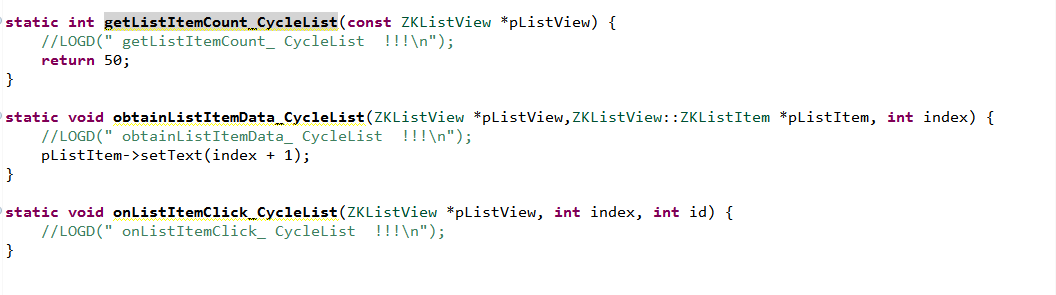 static int getListItemCount_CycleList(const ZKListView *pListView) {
    //LOGD(" getListItemCount_ CycleList  !!!\n");
    return 50;
}
static void obtainListItemData_CycleList(ZKListView *pListView,ZKListView::ZKListItem *pListItem, int index) {
    //LOGD(" obtainListItemData_ CycleList  !!!\n");
    pListItem->setText(index + 1);
}
static void onListItemClick_CycleList(ZKListView *pListView, int index, int id) {
    //LOGD(" onListItemClick_ CycleList  !!!\n");
}